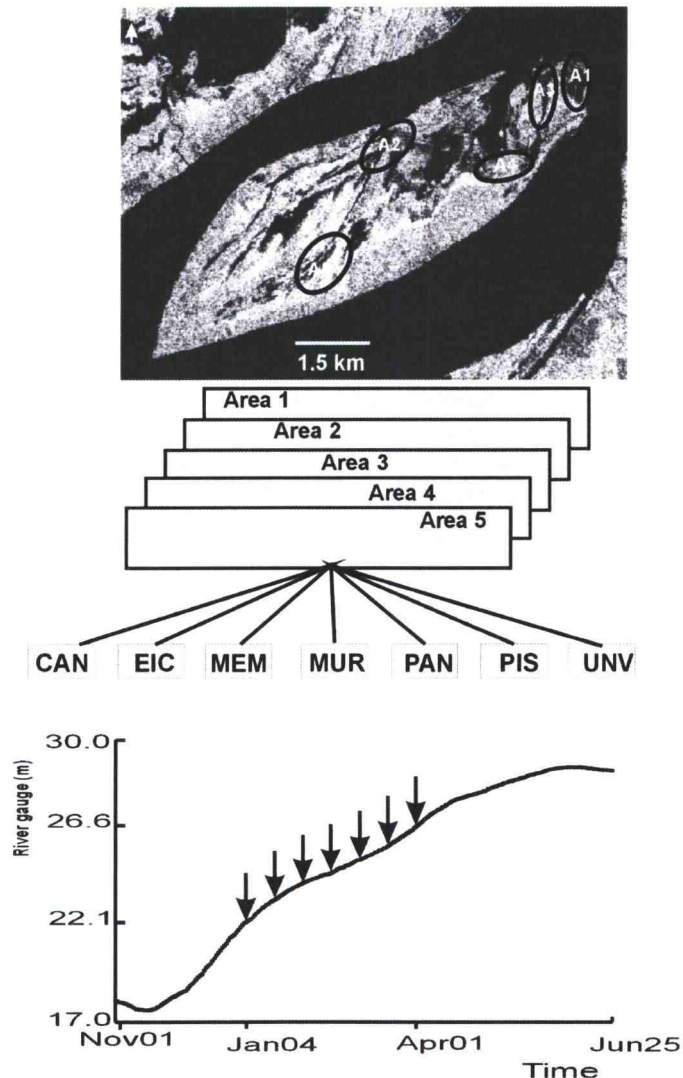 A1
A3
A2
A
1.5 km
Area 1
Area 2
Area 3
Area 4
Area 5
CAN EIC MEM MUR PAN PIS UNV
River gauge (m)
30.0
26.6
22.1
17.0
Nov01 Jan04 Apr01 Jun25
Time